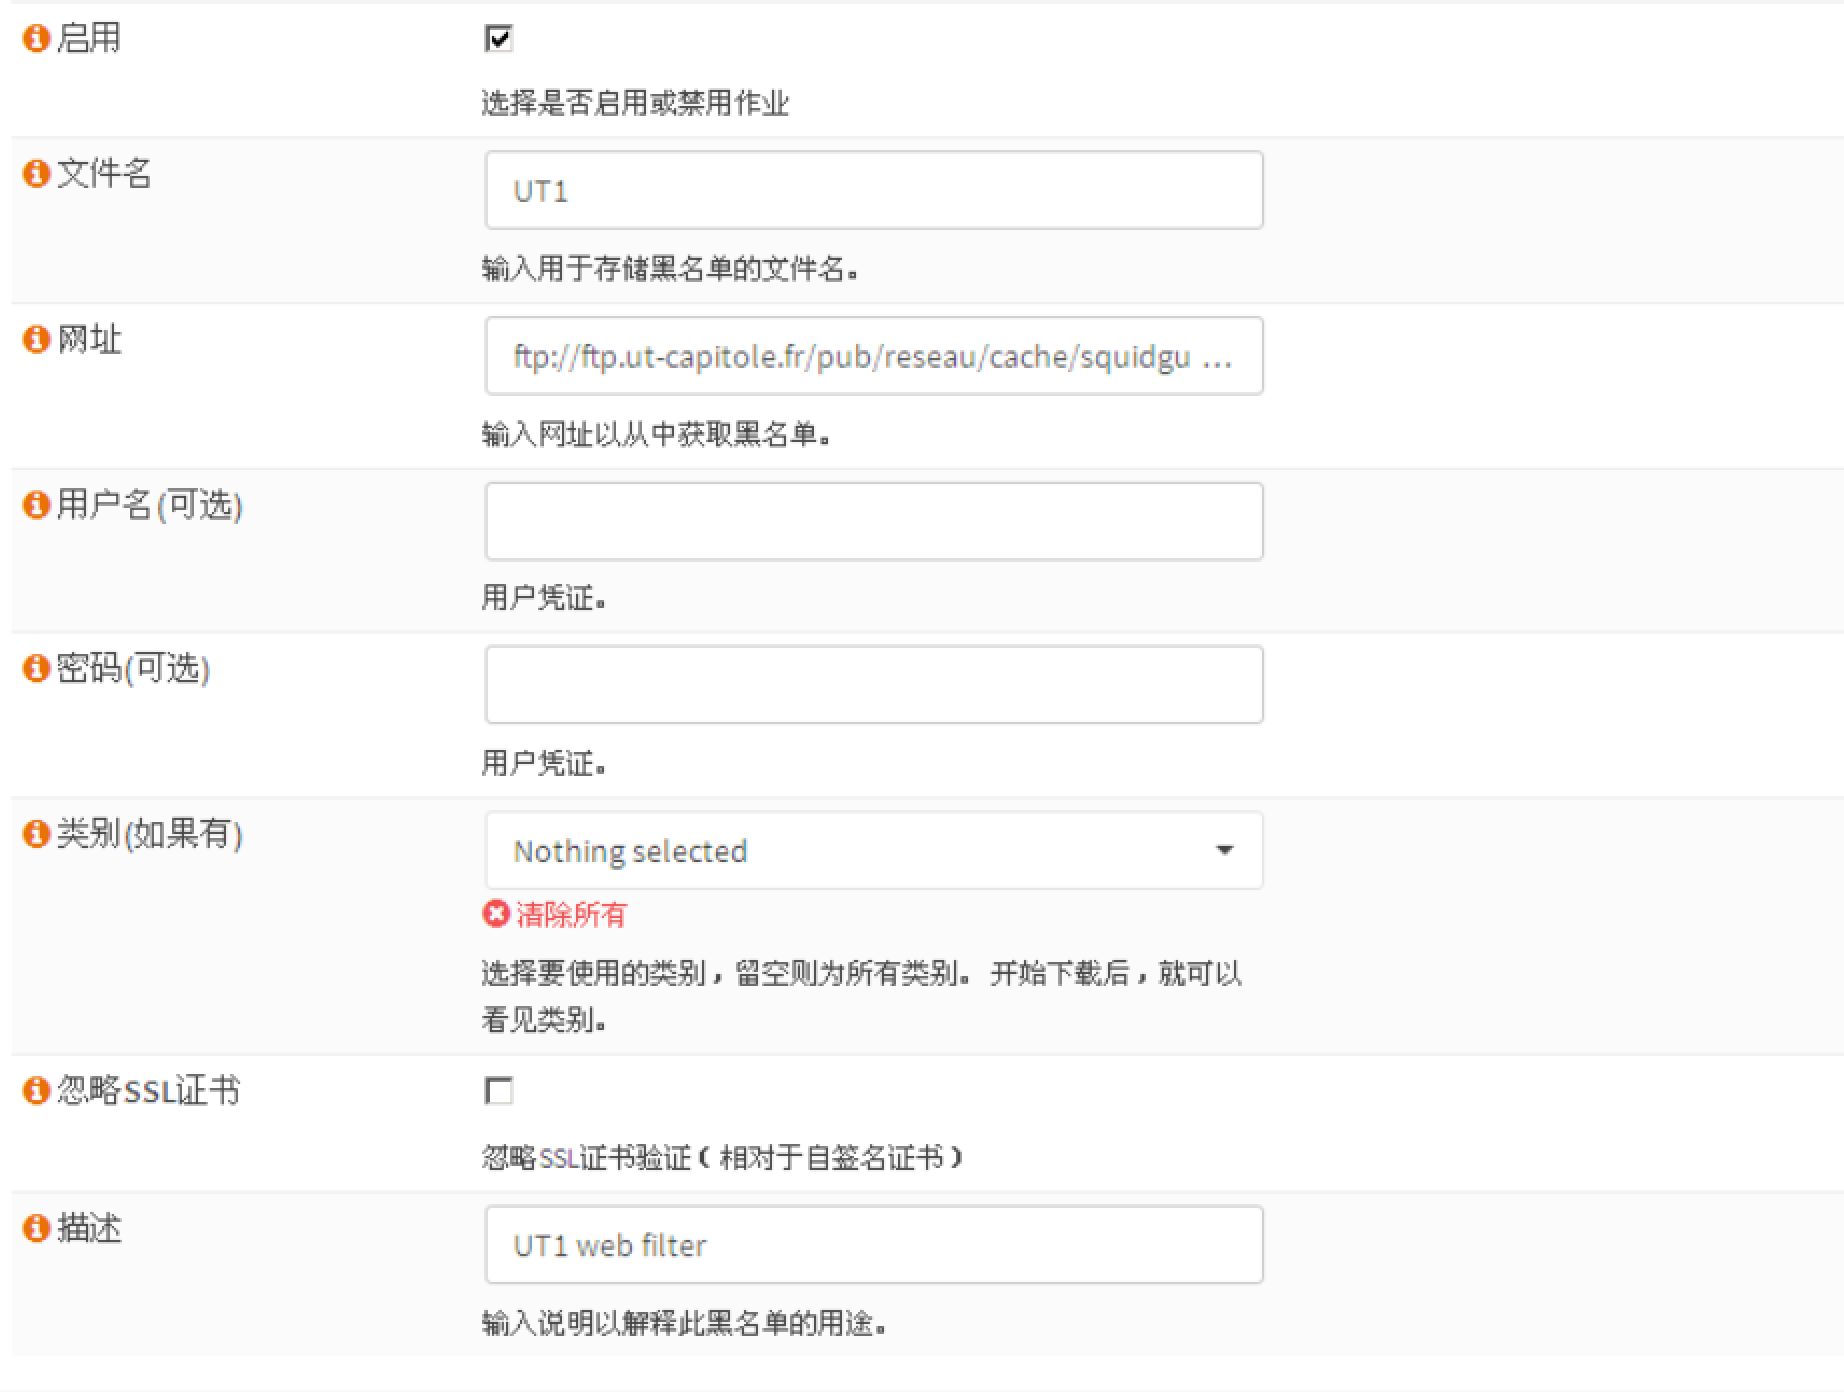 启用
选择是否启用或禁用作业
文件名
UT1
输入用于存储黑名单的文件名。
网址
ftp://ftp.ut-capitole.fr/pub/reseau/cache/squidgu ...
输入网址以从中获取黑名单。
用户名(可选)
用户凭证。
密码(可选)
用户凭证。
类别(如果有)
Nothing selected
清除所有
选择要使用的类别，留空则为所有类别。 开始下载后，就可以
看见类别。
忽略SSL证书
忽略SSL证书验证（相对于自签名证书）
描述
UT1 web filter
输入说明以解释此黑名单的用途。